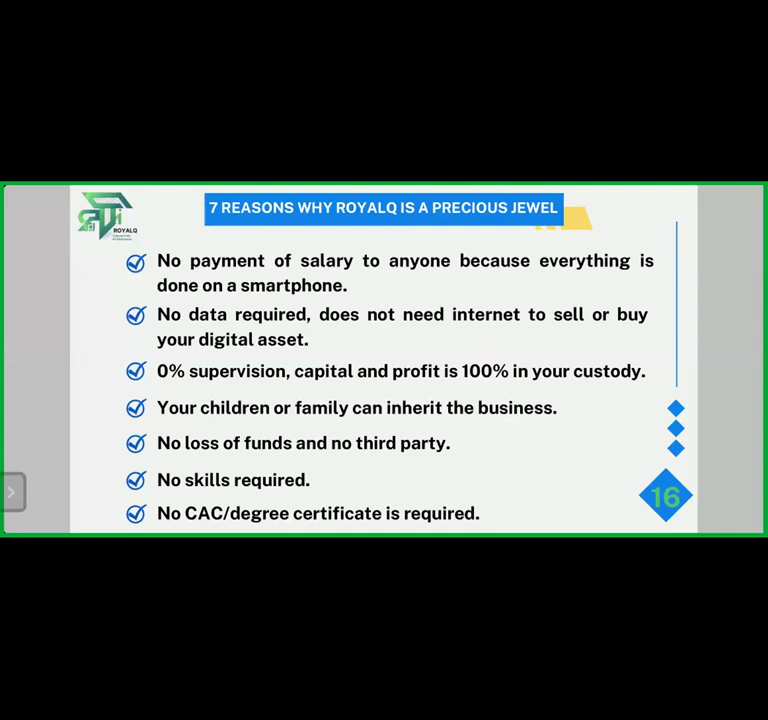 7 REASONS WHY ROYALQ IS A PRECIOUS JEWEL
ROYALQ
No payment of salary to anyone because everything is
done on a smartphone.
No data required, does not need internet to sell or buy
your digital asset.
0% supervision, capital and profit is 100% in your custody.
Your children or family can inherit the business.
No loss of funds and no third party.
No skills required.
16
No CAC/degree certificate is required.